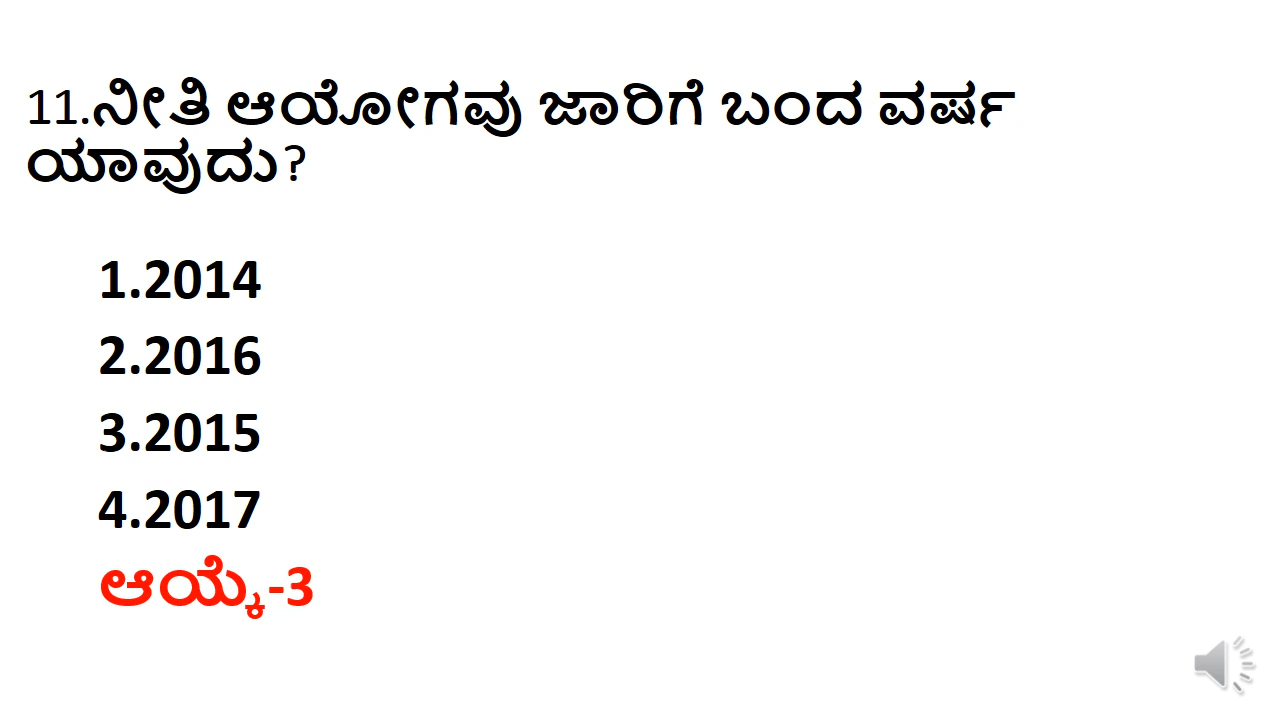 11.ನೀತಿ ಆಯೋಗವು ಜಾರಿಗೆ ಬಂದ ವರ್ಷ
ಯಾವುದು?
1.2014
2.2016
3.2015
4.2017
ಆಯ್ಕೆ-3